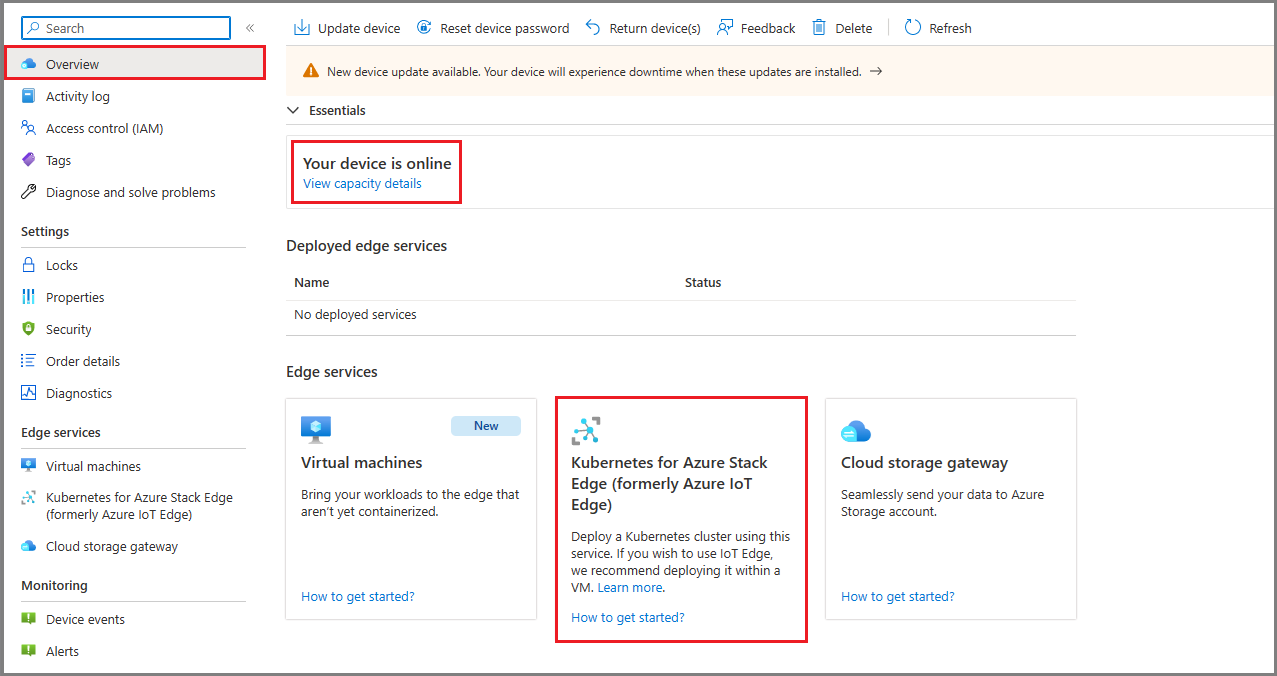 Search
«
Overview
Activity log
Access control (IAM)
Tags
Diagnose and solve problems
Settings
Locks
Properties
Security
Order details
Diagnostics
Edge services
Virtual machines
Kubernetes for Azure Stack Edge
(formerly Azure IoT Edge)
Cloud storage gateway
Monitoring
Device events
Alerts
Update device Reset device password Return device(s) Feedback Delete Refresh
New device update available. Your device will experience downtime when these updates are installed. →
Essentials
Your device is online
View capacity details
Deployed edge services
Name Status
No deployed services
Edge services
New
Virtual machines
Bring your workloads to the edge that
aren’t yet containerized.
How to get started?
Kubernetes for Azure Stack
Edge (formerly Azure IoT
Edge)
Deploy a Kubernetes cluster using this
service. If you wish to use IoT Edge,
we recommend deploying it within a
VM. Learn more.
How to get started?
Cloud storage gateway
Seamlessly send your data to Azure
Storage account.
How to get started?